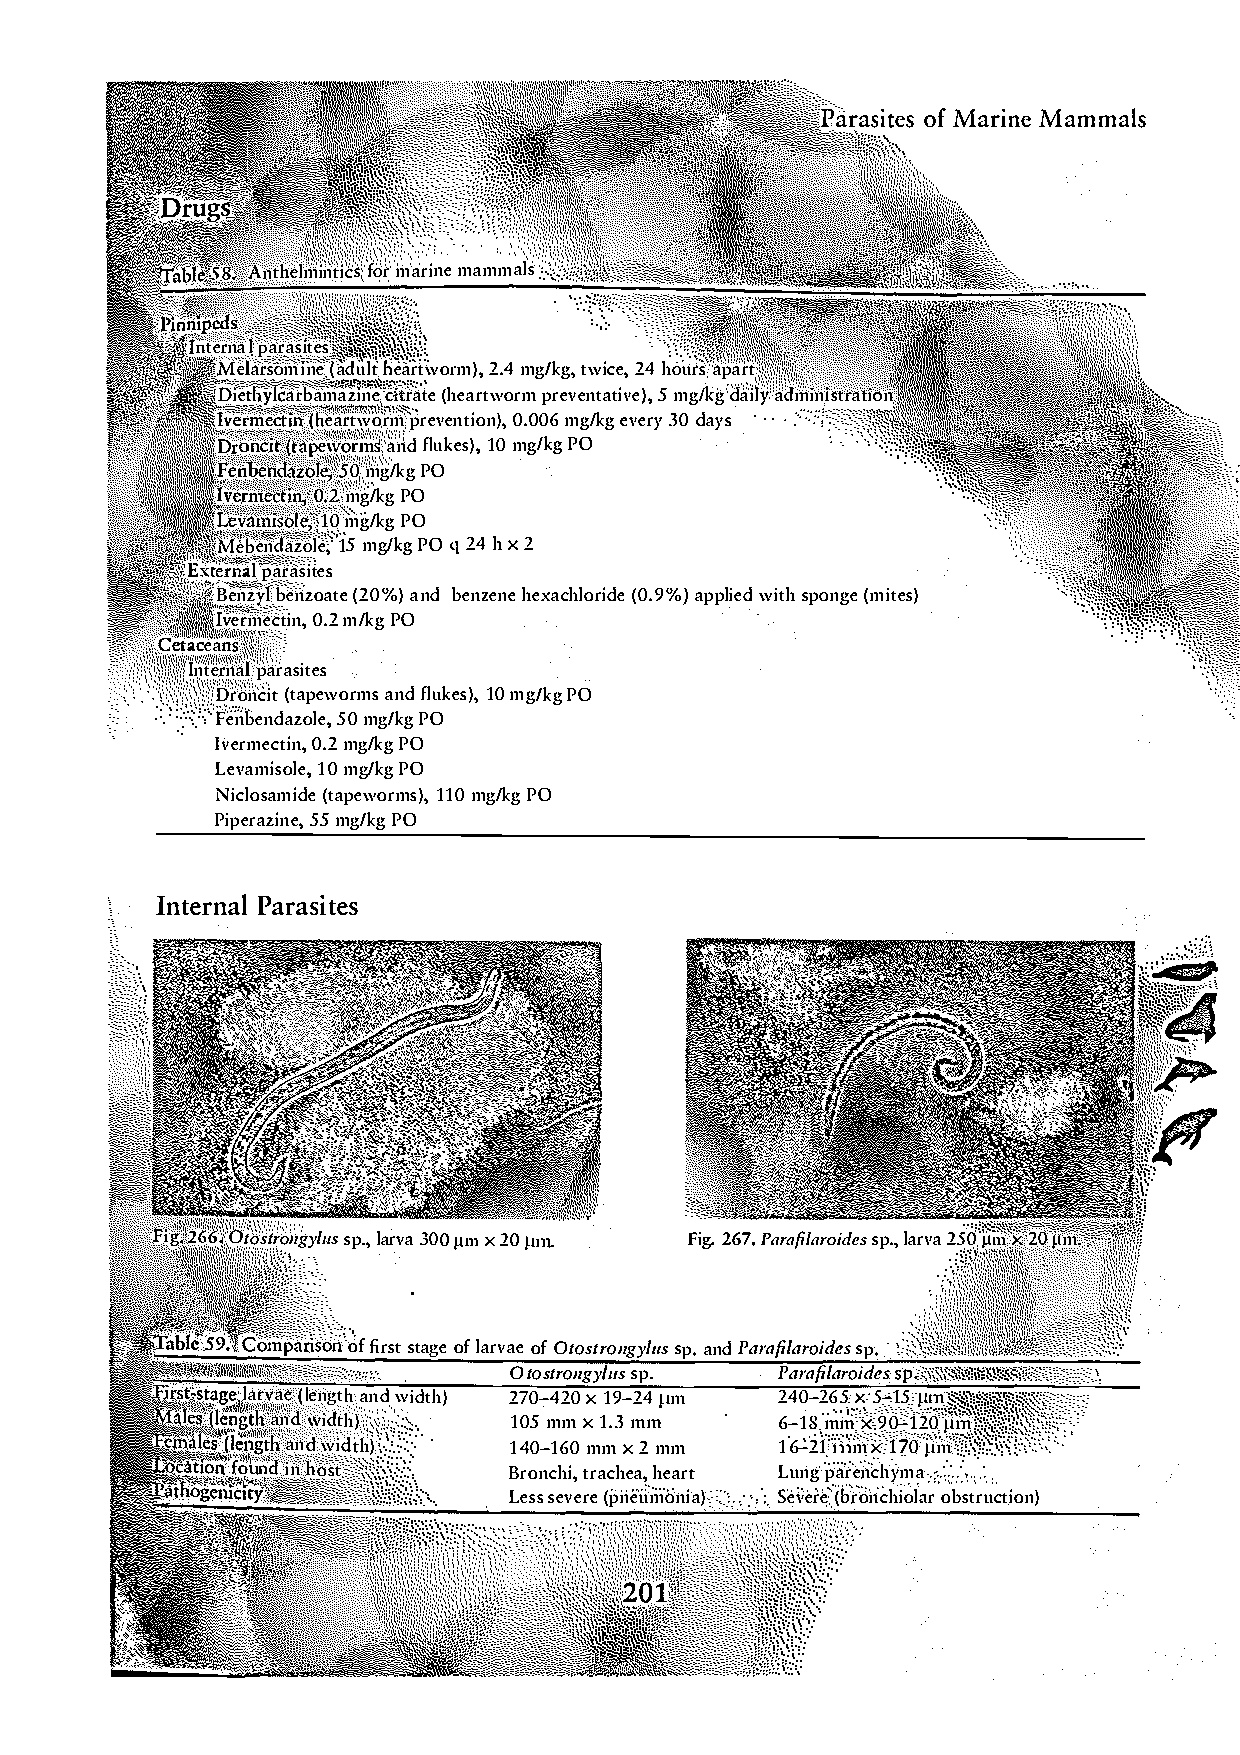 Parasites of Marine Mammals
Drugs
Table 58. Anthelmintics for marine mammals
Pinnipeds
Internal parasites
Melarsomine (adult heartworm), 2.4 mg/kg, twice, 24 hours apart
Diethylcarbamazine citrate (heartworm preventative), 5 mg/kg daily administration
Ivermectin (heartworm prevention), 0.006 mg/kg every 30 days
Droncit (tapeworms and flukes), 10 mg/kg PO
Fenbendazole, 50 mg/kg PO
Ivermectin, 0.2 mg/kg PO
Levamisole, 10 mg/kg PO
Mebendazole, 15 mg/kg PO q 24 h × 2
External parasites
Benzyl benzoate (20%) and benzene hexachloride (0.9%) applied with sponge (mites)
Ivermectin, 0.2 m/kg PO
Cetaceans
Internal parasites
Droncit (tapeworms and flukes), 10 mg/kg PO
Fenbendazole, 50 mg/kg PO
Ivermectin, 0.2 mg/kg PO
Levamisole, 10 mg/kg PO
Niclosamide (tapeworms), 110 mg/kg PO
Piperazine, 55 mg/kg PO
Internal Parasites
Fig. 266. Otostrongylus sp., larva 300 µm × 20 µm.
Fig. 267. Parafilaroides sp., larva 250 µm × 20 µm.
Table 59. Comparison of first stage of larvae of Otostrongylus sp. and Parafilaroides sp.
Otostrongylus sp. Parafilaroides sp.
First-stage larvae (length and width) 270–420 × 19–24 µm 240–265 × 5–15 µm
Males (length and width) 105 mm × 1.3 mm 6–18 mm × 90–120 µm
Females (length and width) 140–160 mm × 2 mm 16–21 mm × 170 µm
Location found in host Bronchi, trachea, heart Lung parenchyma
Pathogenicity Less severe (pneumonia) Severe (bronchiolar obstruction)
201